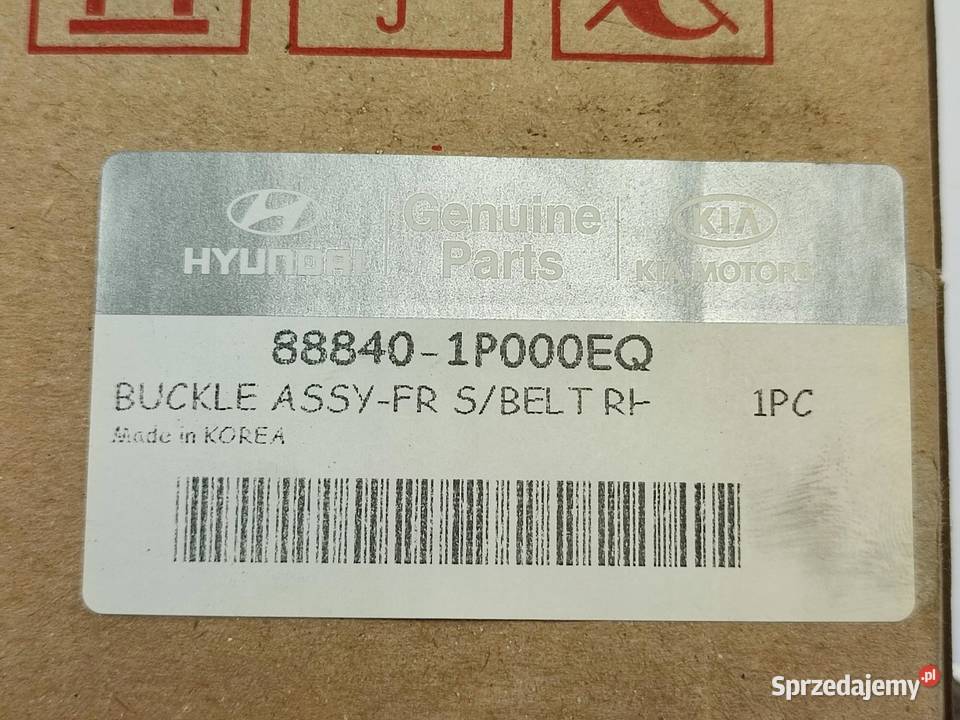 HYUNDAI
Genuine
Parts
KIA
KIA MOTORS
88840-1P000EQ
BUCKLE ASSY-FR S/BELT RH
1PC
Made in KOREA
Sprzedajemy.pl